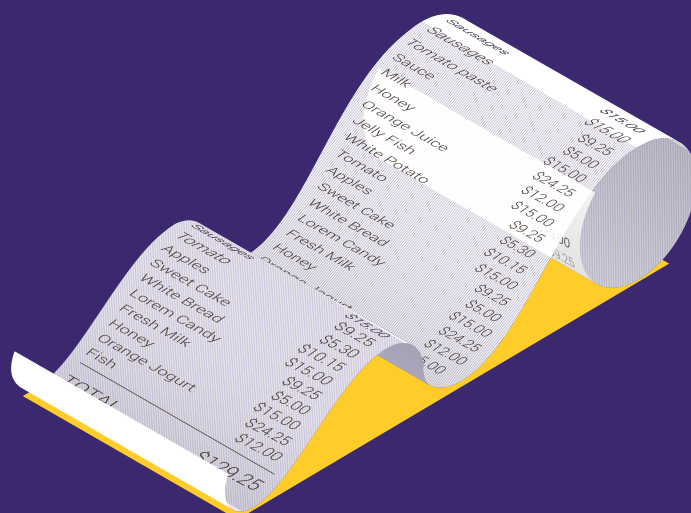 Sausages $15.00
Sausages $15.00
Tomato paste $9.25
Sauce $5.00
Milk $15.00
Honey $24.25
Orange Juice $12.00
Jelly Fish $15.00
White Potato $9.25
Tomato $5.30
Apples $10.15
Sweet Cake $15.00
White Bread $9.25
Lorem Candy $5.00
Fresh Milk $15.00
Honey $24.25
$12.00
Sausages $15.00
Tomato $9.25
Apples $5.30
Sweet Cake $10.15
White Bread $15.00
Lorem Candy $9.25
Fresh Milk $5.00
Honey $15.00
Orange Jogurt $24.25
Fish $12.00
TOTAL $129.25